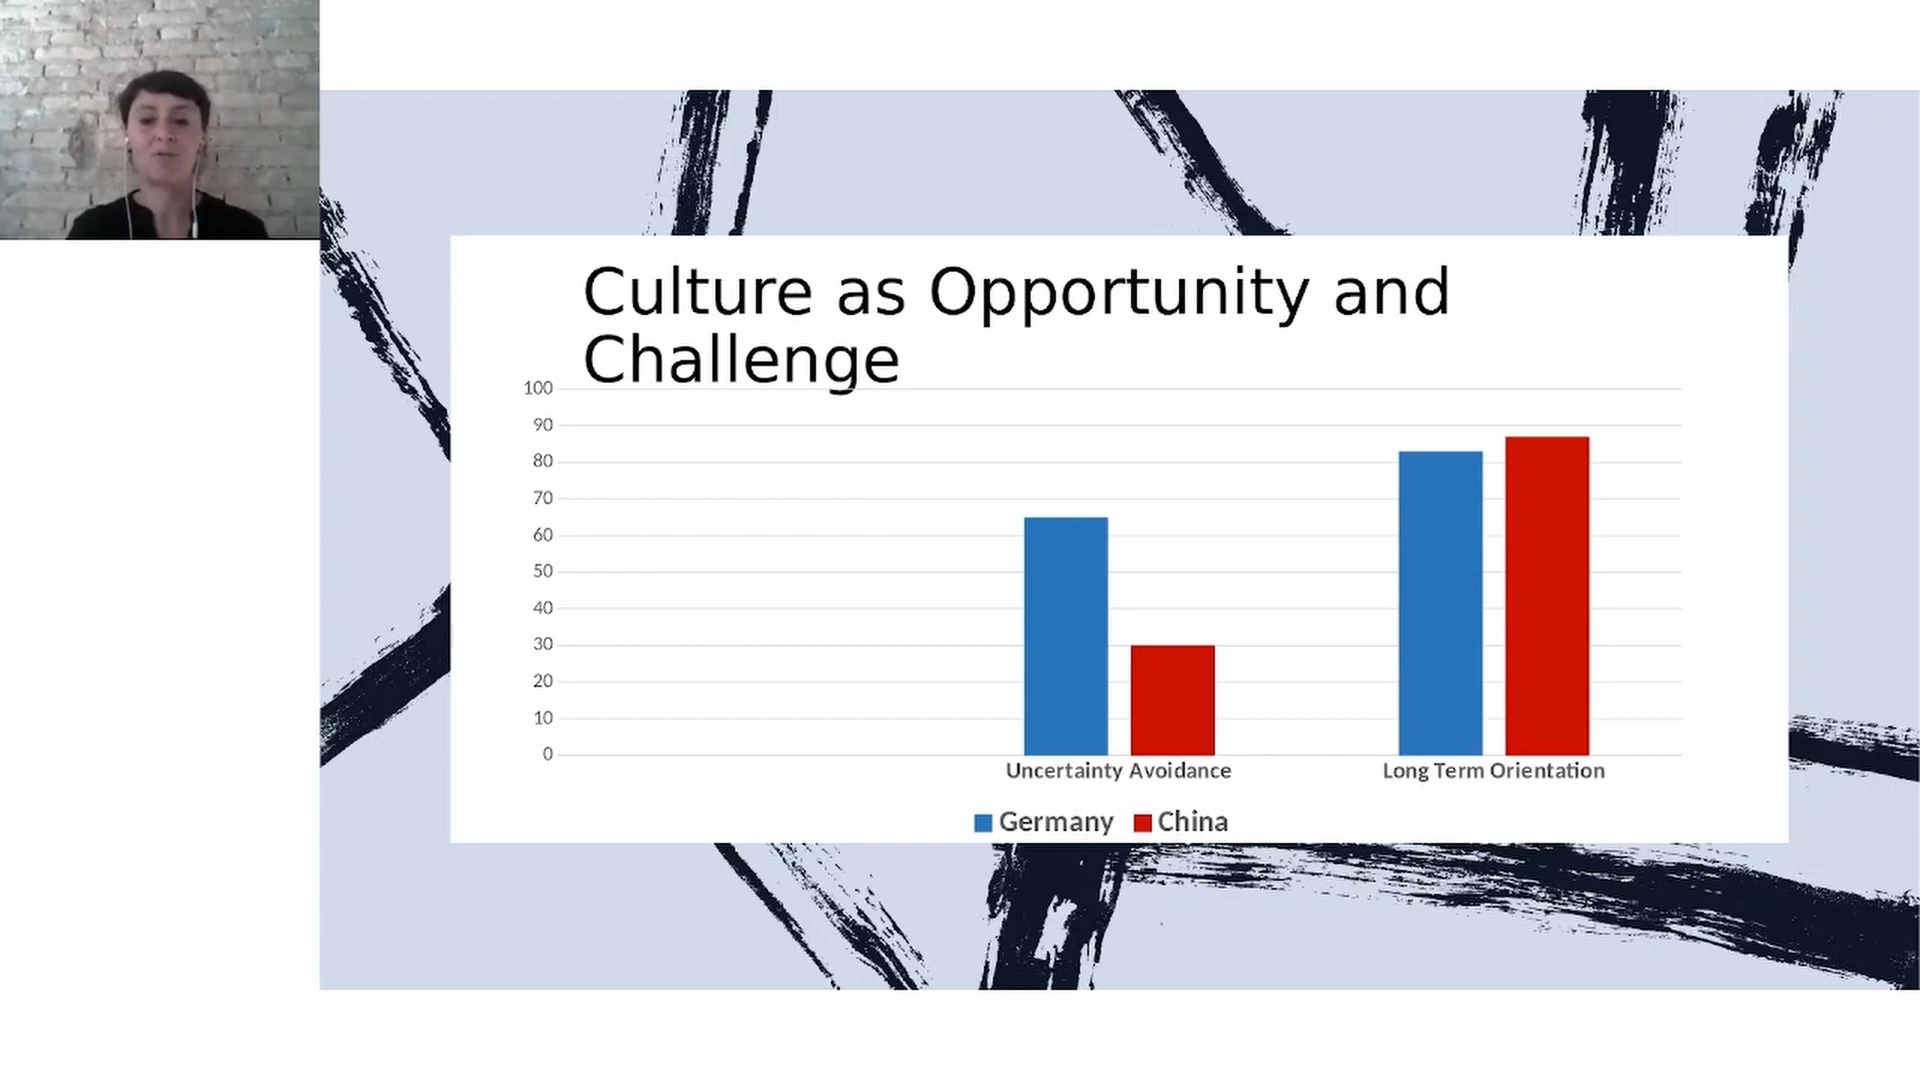 Culture as Opportunity and
Challenge
100
90
80
70
60
50
40
30
20
10
0
Uncertainty Avoidance
Long Term Orientation
Germany China